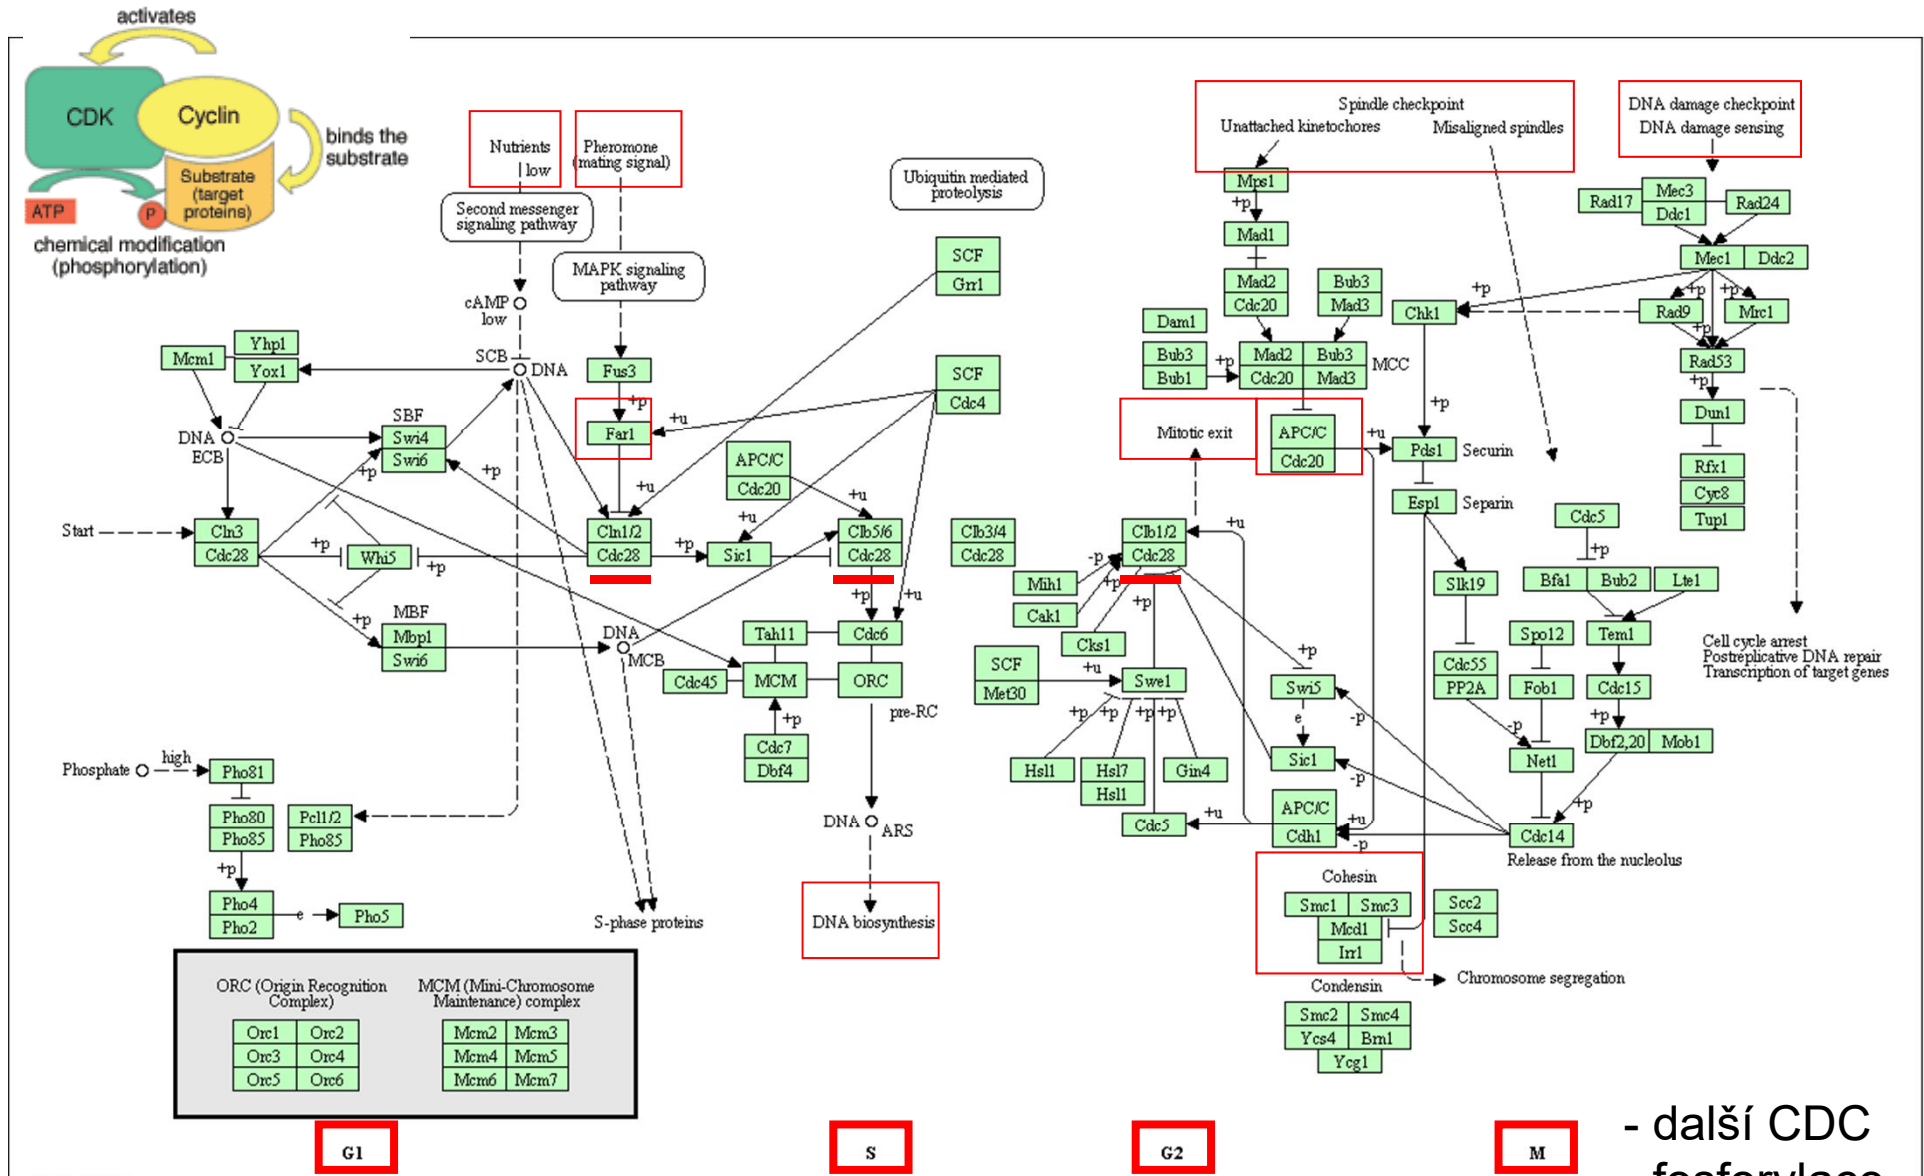 activates
CDK
Cyclin
binds the
substrate
Substrate
(target
proteins)
ATP
P
chemical modification
(phosphorylation)
Nutrients
low
Pheromone
(mating signal)
Second messenger
signaling pathway
MAPK signaling
pathway
Ubiquitin mediated
proteolysis
Spindle checkpoint
Unattached kinetochores
Misaligned spindles
DNA damage checkpoint
DNA damage sensing
cAMP
low
SCB
DNA
Mcm1
Yhp1
Yox1
DNA
ECB
SBF
Swi4
Swi6
+p
+p
Start
Cln3
Cdc28
+p
Whi5
+p
+p
MBF
Mbp1
Swi6
Fus3
+p
Far1
+u
+u
Cln1/2
Cdc28
+p
Sic1
+u
SCF
Grr1
SCF
Cdc4
APC/C
Cdc20
+u
Clb5/6
Cdc28
+p
+u
Clb3/4
Cdc28
DNA
MCB
Tah11
Cdc6
Cdc45
MCM
ORC
pre-RC
+p
Cdc7
Dbf4
DNA
ARS
DNA biosynthesis
S-phase proteins
Phosphate
high
Pho81
Pho80
Pho85
Pcl1/2
Pho85
+p
Pho4
Pho2
e
Pho5
Mps1
+p
Mad1
Mad2
Cdc20
Bub3
Mad3
Dam1
Bub3
Bub1
+p
Mad2
Bub3
Cdc20
Mad3
MCC
Mitotic exit
APC/C
Cdc20
+u
Chk1
+p
+p
Pds1
Securin
Esp1
Separin
Rad17
Mec3
Ddc1
Rad24
Mec1
Ddc2
+p
+p
Rad9
Mrc1
+p
Rad53
+p
Dun1
Rfx1
Cyc8
Tup1
Cell cycle arrest
Postreplicative DNA repair
Transcription of target genes
Clb1/2
Cdc28
+u
-p
+p
+p
Mih1
Cak1
Cks1
SCF
Met30
+u
Swe1
+p
+p
+p
+p
Hsl1
Hsl7
Hsl1
Gin4
Cdc5
+u
+p
Swi5
e
Sic1
-p
-p
APC/C
Cdh1
+u
-p
Slk19
Cdc55
PP2A
-p
Cdc5
+p
Bfa1
Bub2
Lte1
Spo12
Tem1
Fob1
Cdc15
+p
Dbf2,20
Mob1
Net1
+p
Cdc14
Release from the nucleolus
Cohesin
Smc1
Smc3
Mcd1
Irr1
Scc2
Scc4
Chromosome segregation
Condensin
Smc2
Smc4
Ycs4
Brn1
Ycg1
ORC (Origin Recognition
Complex)
Orc1
Orc2
Orc3
Orc4
Orc5
Orc6
MCM (Mini-Chromosome
Maintenance) complex
Mcm2
Mcm3
Mcm4
Mcm5
Mcm6
Mcm7
G1
S
G2
M
- další CDC